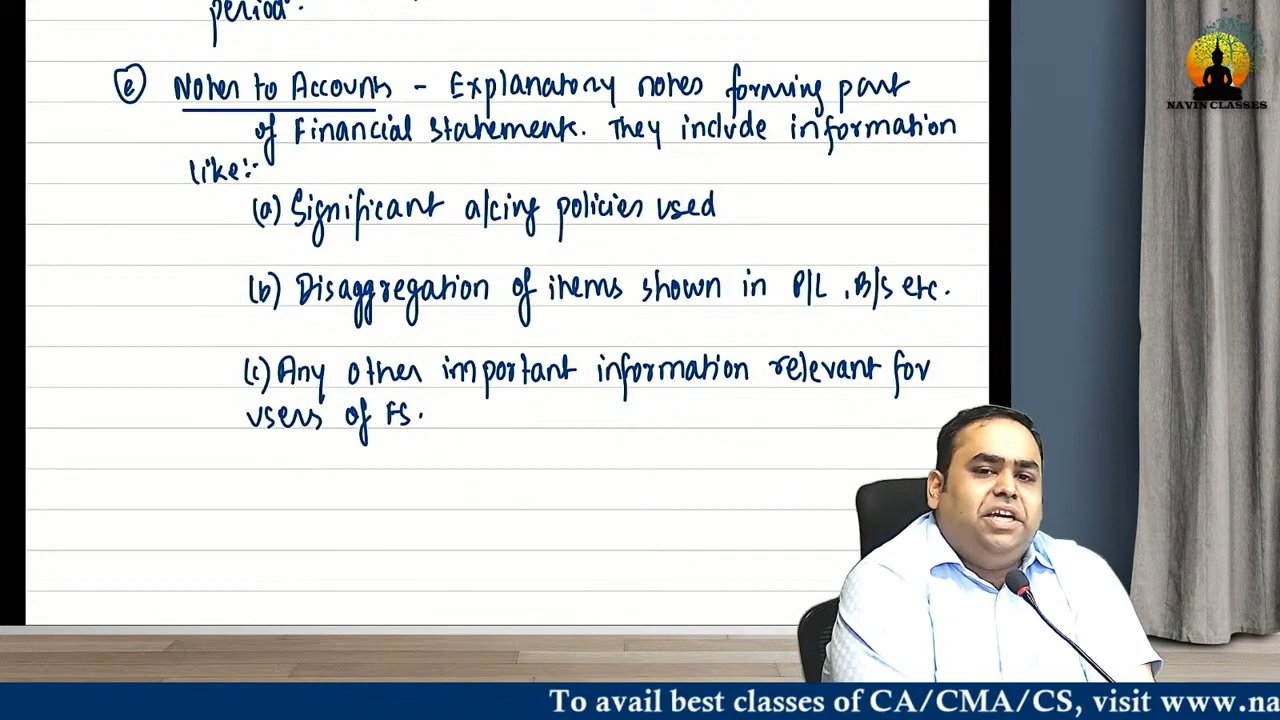 period.
(e) Notes to Accounts - Explanatory notes forming part
of Financial Statements. They include information
like:-
(a) Significant a/cing policies used
(b) Disaggregation of items shown in P/L, B/S etc.
(c) Any other important information relevant for
users of FS.
NAVIN CLASSES
To avail best classes of CA/CMA/CS, visit www.na